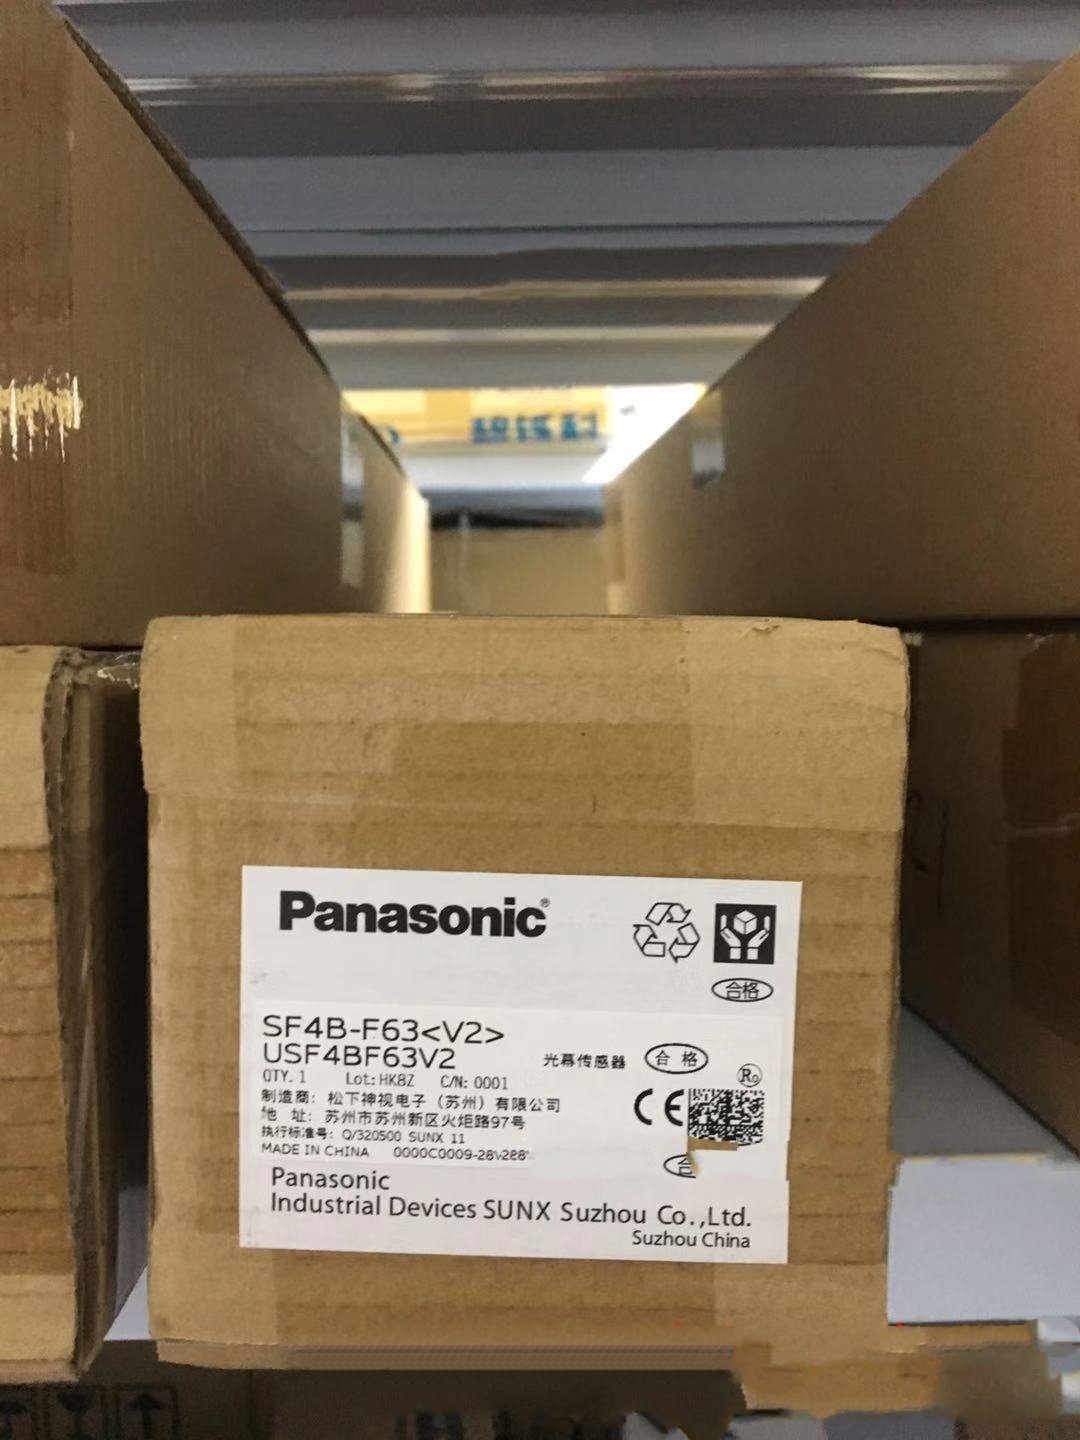 Panasonic®
合格
SF4B-F63<V2>
USF4BF63V2
光幕传感器
合格
QTY. 1 Lot: HK8Z C/N: 0001
R
制造商: 松下神视电子 (苏州) 有限公司
CE
地 址: 苏州市苏州新区火炬路97号
执行标准号: Q/320500 SUNX 11
MADE IN CHINA
合
Panasonic
Industrial Devices SUNX Suzhou Co.,Ltd.
Suzhou China